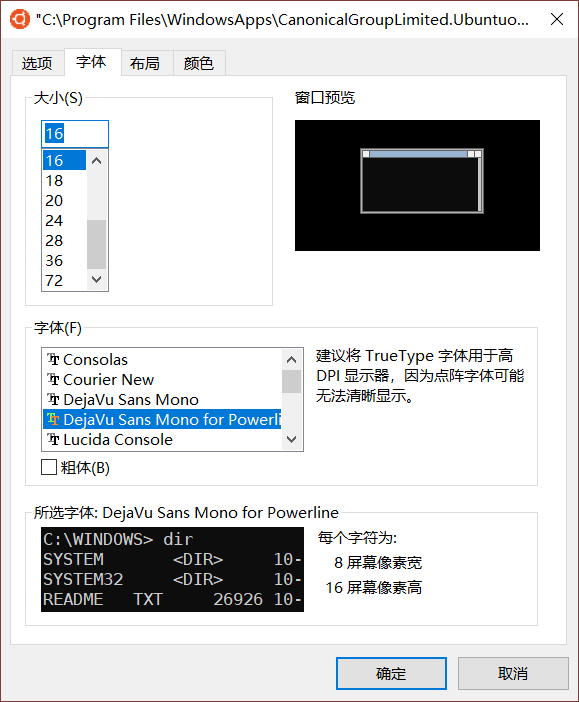 "C:\Program Files\WindowsApps\CanonicalGroupLimited.Ubuntuo...
选项 字体 布局 颜色
大小(S)
16
16
18
20
24
28
36
72
窗口预览
字体(F)
Consolas
Courier New
DejaVu Sans Mono
DejaVu Sans Mono for Powerli
Lucida Console
建议将 TrueType 字体用于高
DPI 显示器，因为点阵字体可能
无法清晰显示。
粗体(B)
所选字体: DejaVu Sans Mono for Powerline
C:\WINDOWS> dir
SYSTEM <DIR> 10-
SYSTEM32 <DIR> 10-
README TXT 26926 10-
每个字符为:
8 屏幕像素宽
16 屏幕像素高
确定 取消